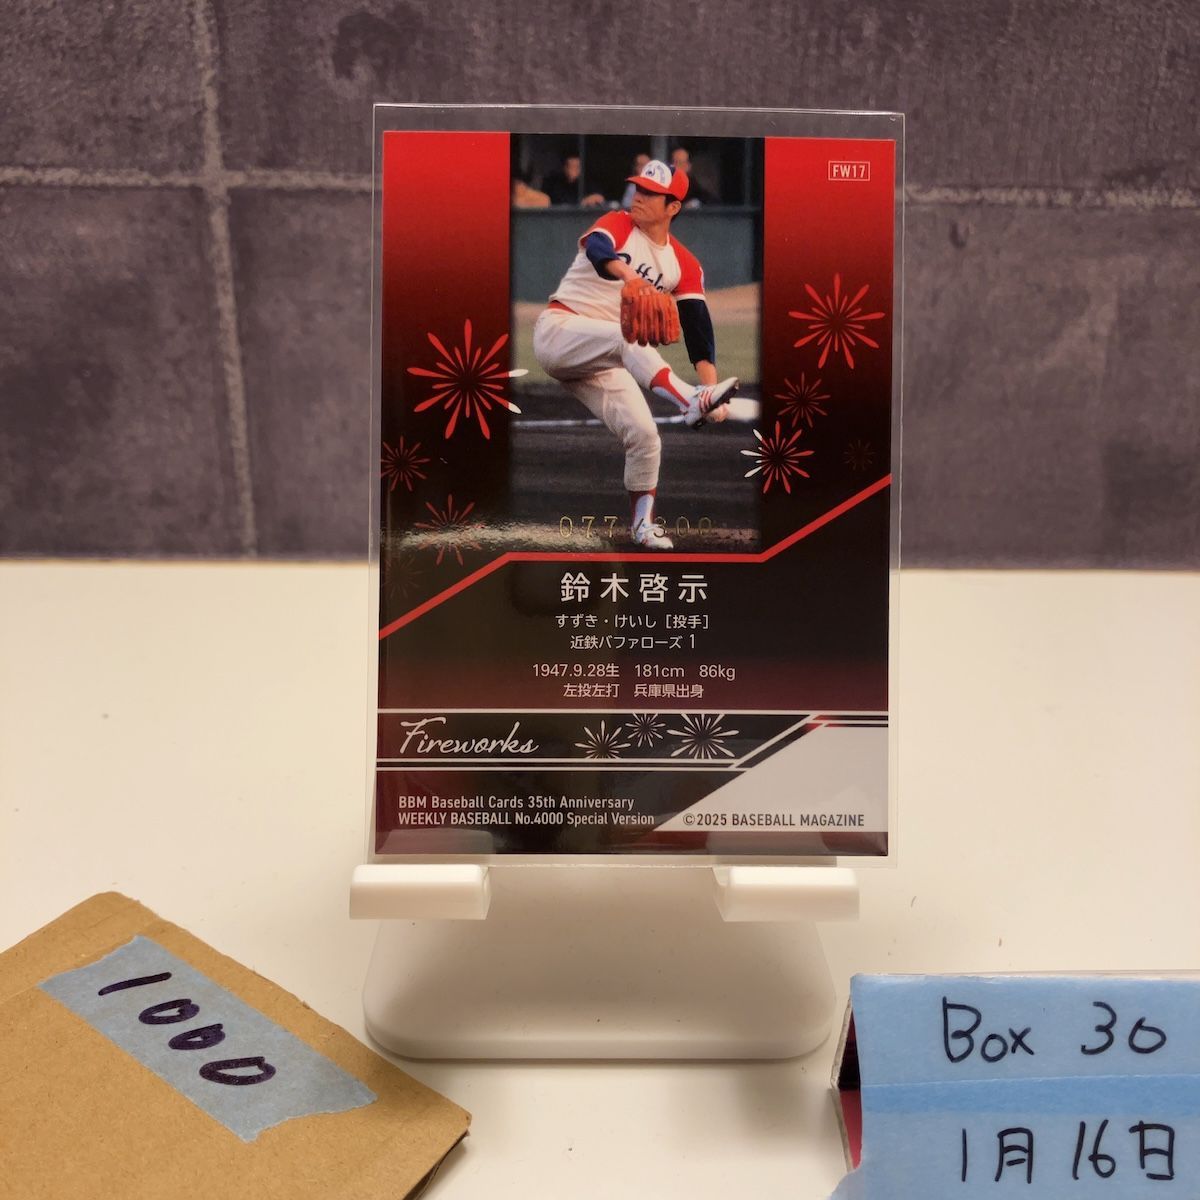 FW17
Buffaloes
077/300
鈴木啓示
すずき・けいし［投手］
近鉄バファローズ 1
1947.9.28生 181cm 86kg
左投左打 兵庫県出身
Fireworks
BBM Baseball Cards 35th Anniversary
WEEKLY BASEBALL No.4000 Special Version
©2025 BASEBALL MAGAZINE
1000
Box 30
1月16日